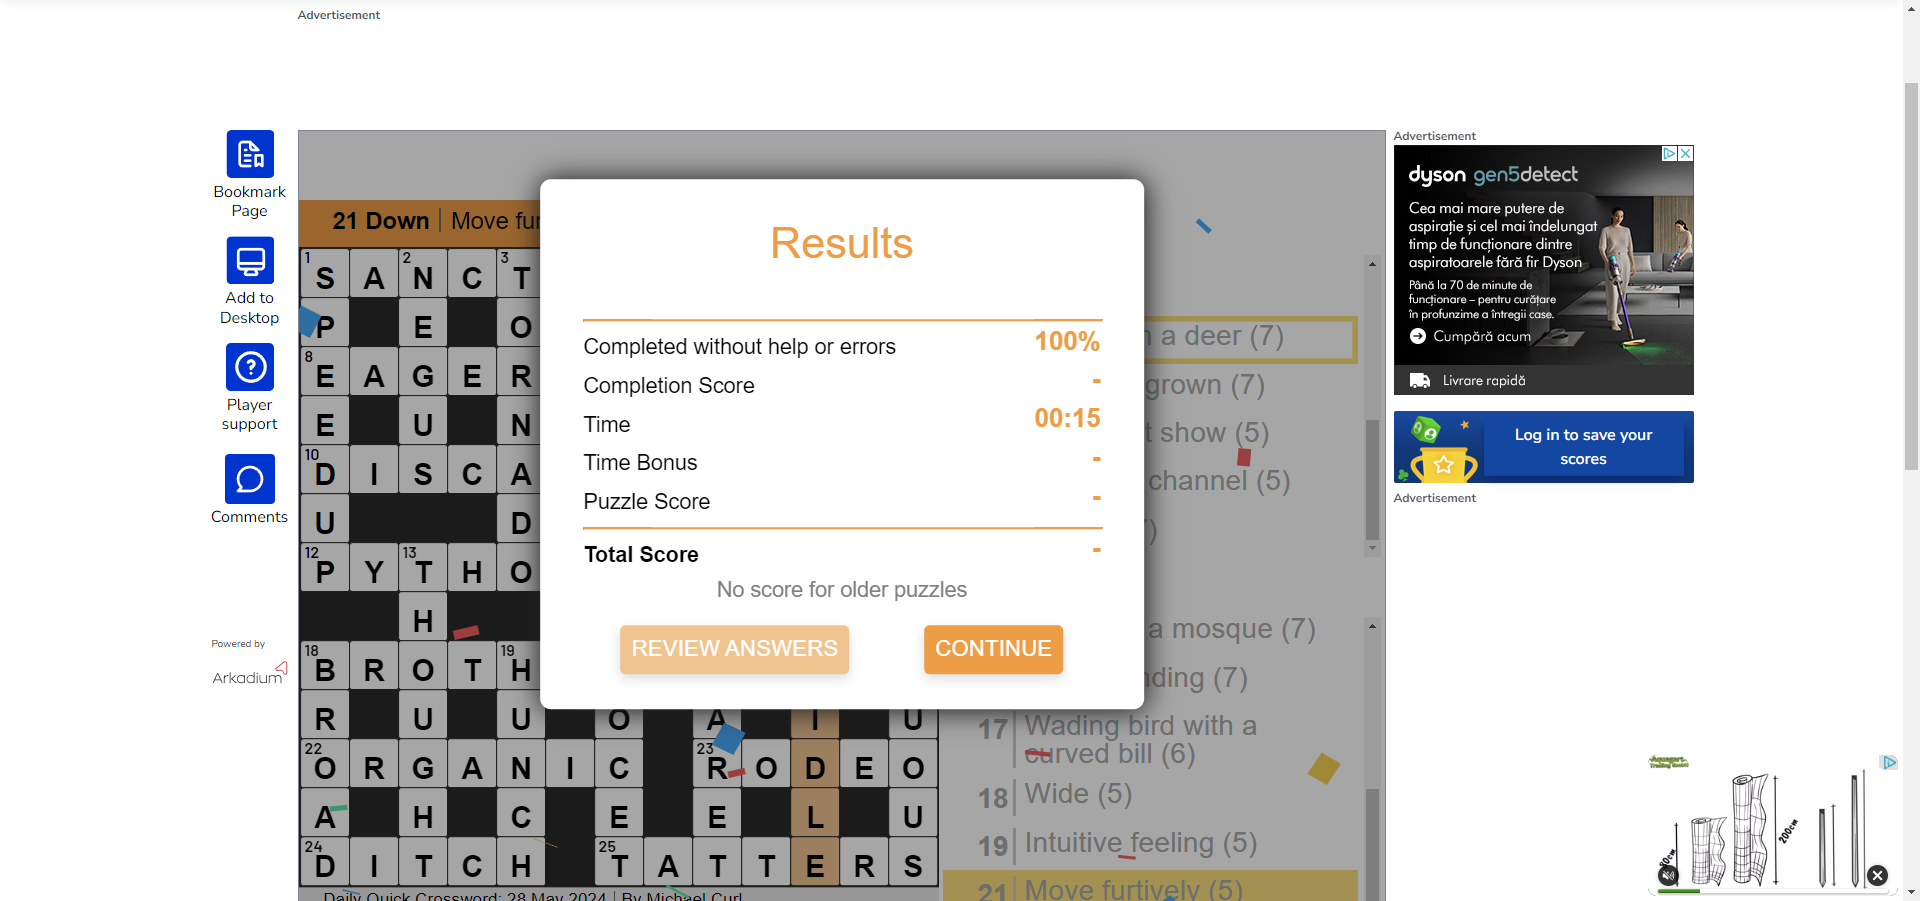 Advertisement
Bookmark
Page
Add to
Desktop
Player
support
Comments
Powered by
Arkadium
21 Down | Move fur
1 2 3
S A N C T
P E O
8
E A G E R
E U N
10
D I S C A
U D
12 13
P Y T H O
H
18 19
B R O T H
R U U O A I U
22 23
O R G A N I C R O D E O
A H C E E L U
24 25
D I T C H T A T T E R S
Daily Quick Crossword: 28 May 2024 | By Michael Curl
Results
Completed without help or errors 100%
Completion Score -
Time 00:15
Time Bonus -
Puzzle Score -
Total Score -
No score for older puzzles
REVIEW ANSWERS CONTINUE
a deer (7)
grown (7)
t show (5)
channel (5)
)
a mosque (7)
nding (7)
17 Wading bird with a
curved bill (6)
18 Wide (5)
19 Intuitive feeling (5)
21 Move furtively (5)
Advertisement
dyson gen5detect
Cea mai mare putere de
aspirație și cel mai îndelungat
timp de funcționare dintre
aspiratoarele fără fir Dyson
Până la 70 de minute de
funcționare – pentru curățare
în profunzime a întregii case.
Cumpără acum
Livrare rapidă
Log in to save your
scores
Advertisement
200cm